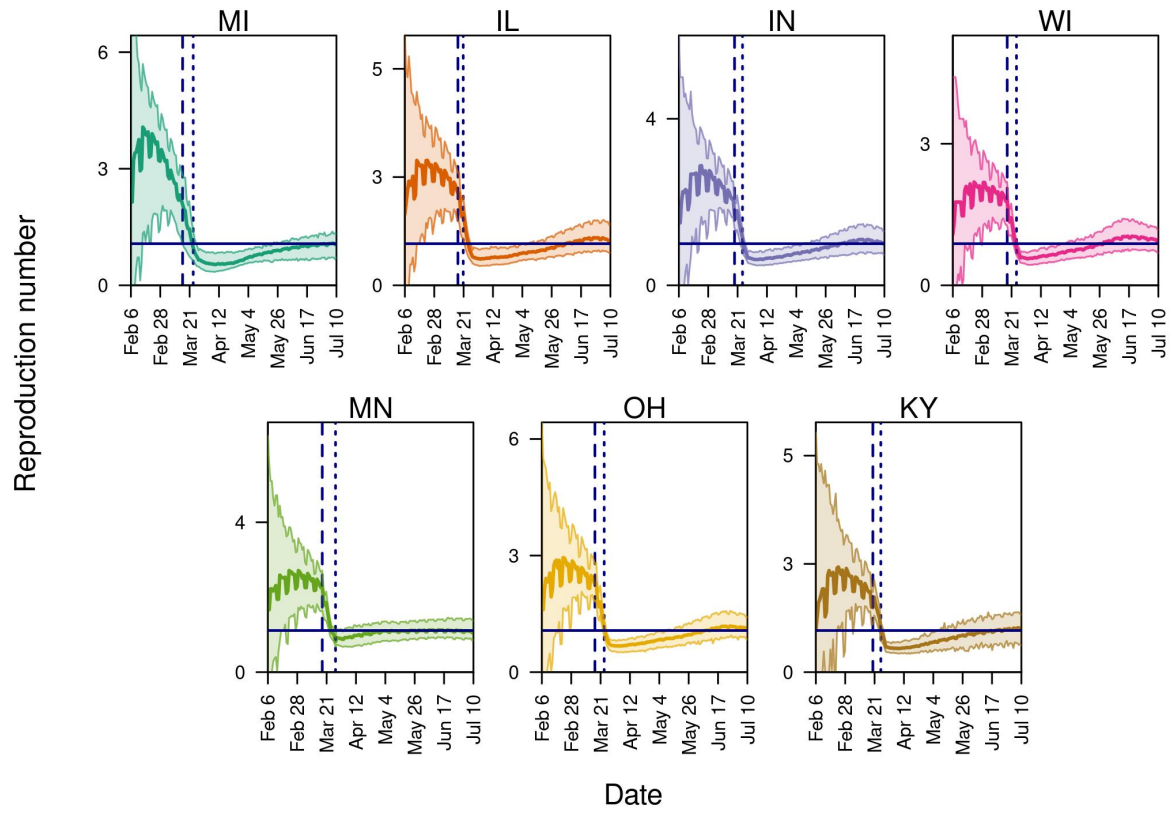 MI IL IN WI
6 5 4 3
3 3
0 0 0 0
Feb 6 Feb 28 Mar 21 Apr 12 May 4 May 26 Jun 17 Jul 10 Feb 6 Feb 28 Mar 21 Apr 12 May 4 May 26 Jun 17 Jul 10 Feb 6 Feb 28 Mar 21 Apr 12 May 4 May 26 Jun 17 Jul 10 Feb 6 Feb 28 Mar 21 Apr 12 May 4 May 26 Jun 17 Jul 10
Reproduction number
MN OH KY
4 6 5
3 3
0 0 0
Feb 6 Feb 28 Mar 21 Apr 12 May 4 May 26 Jun 17 Jul 10 Feb 6 Feb 28 Mar 21 Apr 12 May 4 May 26 Jun 17 Jul 10 Feb 6 Feb 28 Mar 21 Apr 12 May 4 May 26 Jun 17 Jul 10
Date